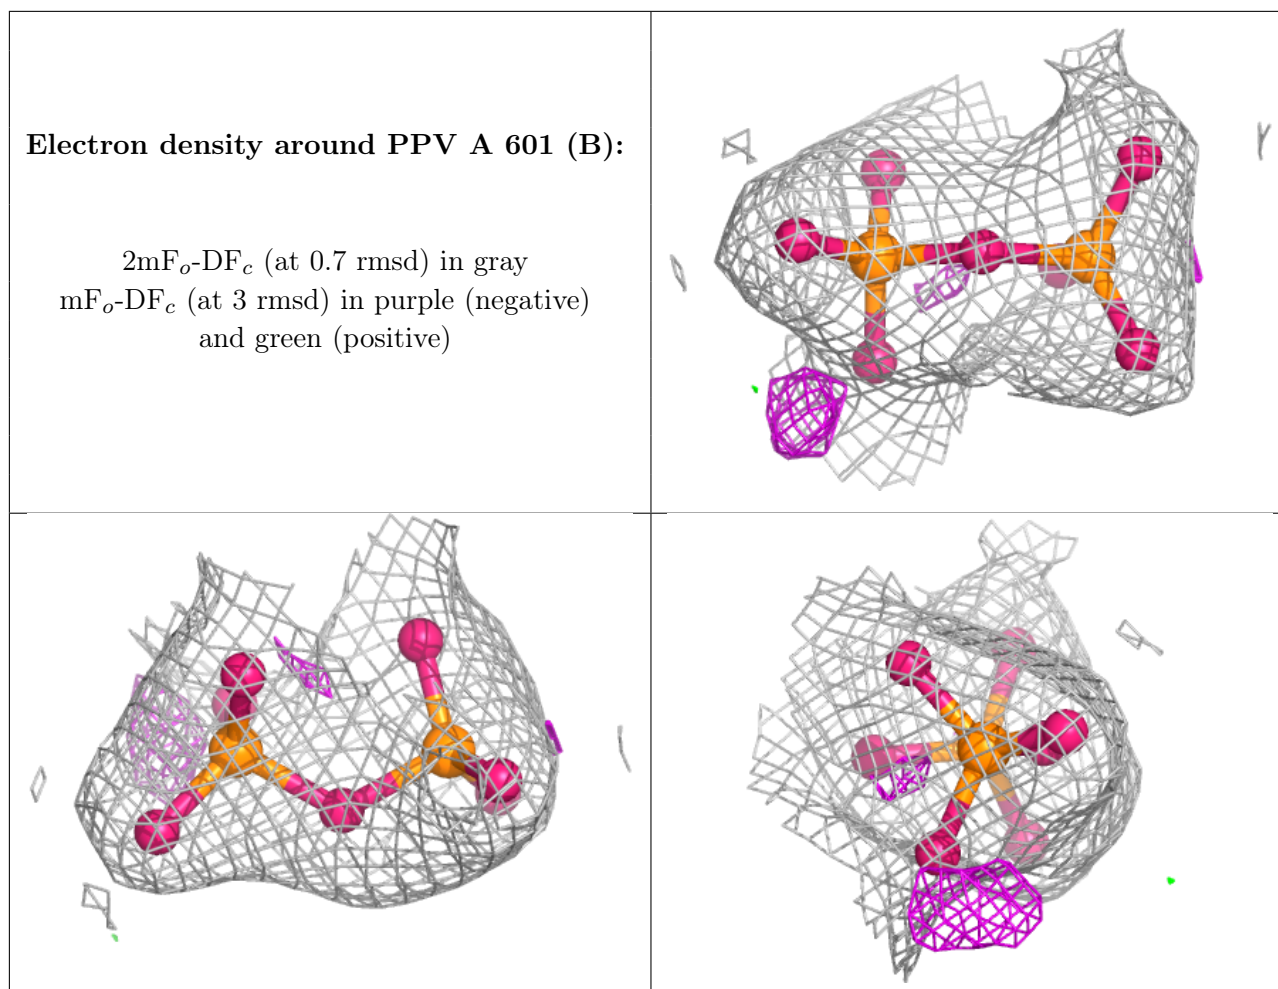 Electron density around PPV A 601 (B):
2mFo-DFc (at 0.7 rmsd) in gray
mFo-DFc (at 3 rmsd) in purple (negative)
and green (positive)